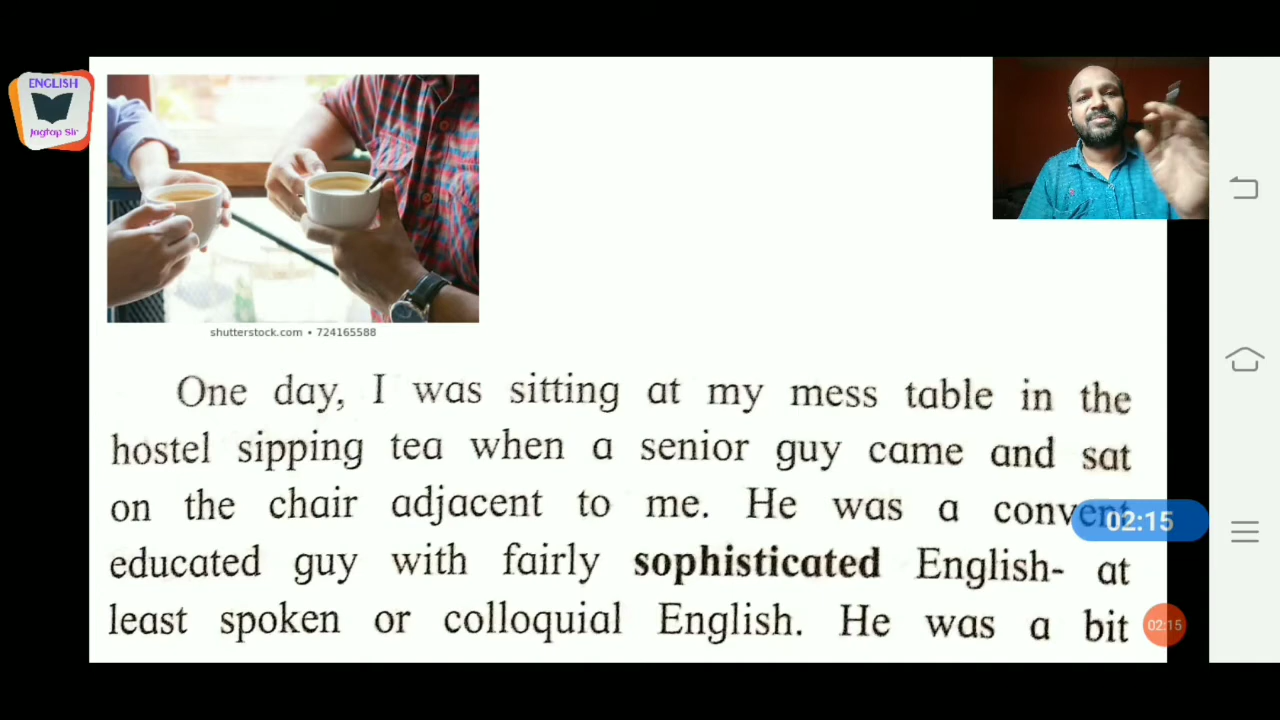 ENGLISH
Jagtap Sir
shutterstock.com • 724165588
One day, I was sitting at my mess table in the
hostel sipping tea when a senior guy came and sat
on the chair adjacent to me. He was a convent
02:15
educated guy with fairly sophisticated English- at
least spoken or colloquial English. He was a bit
02:15